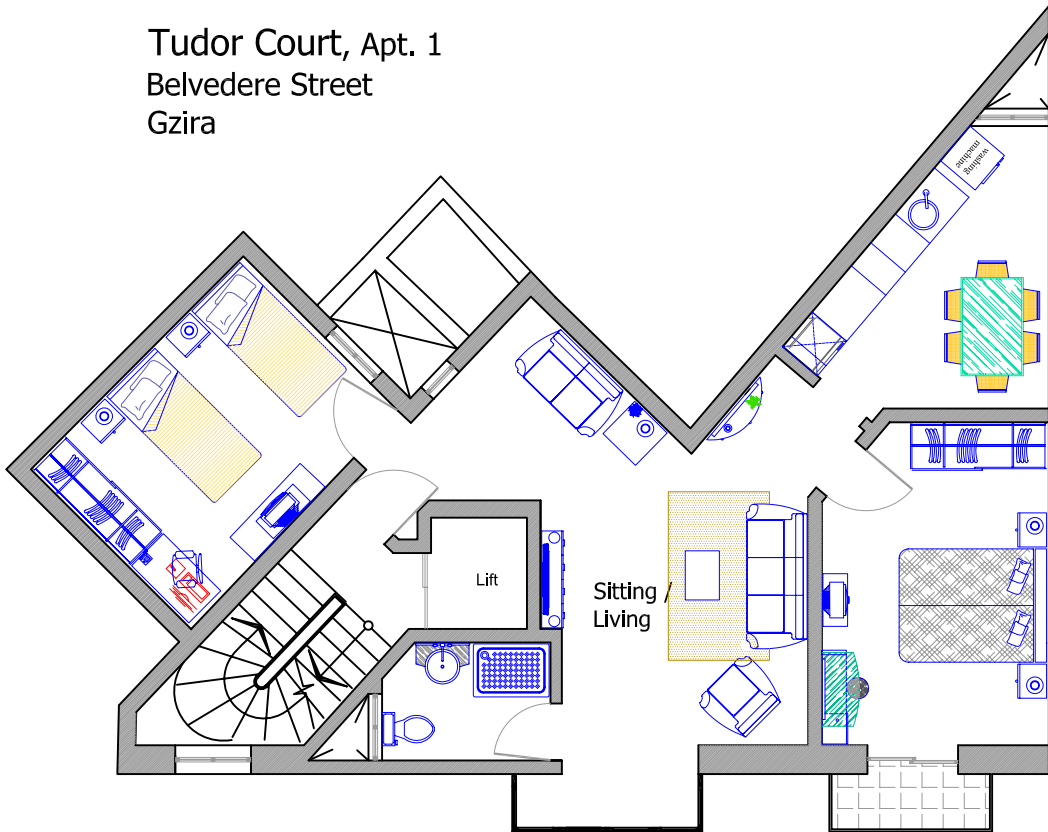 Tudor Court, Apt. 1
Belvedere Street
Gzira
washing
machine
Lift
Sitting /
Living